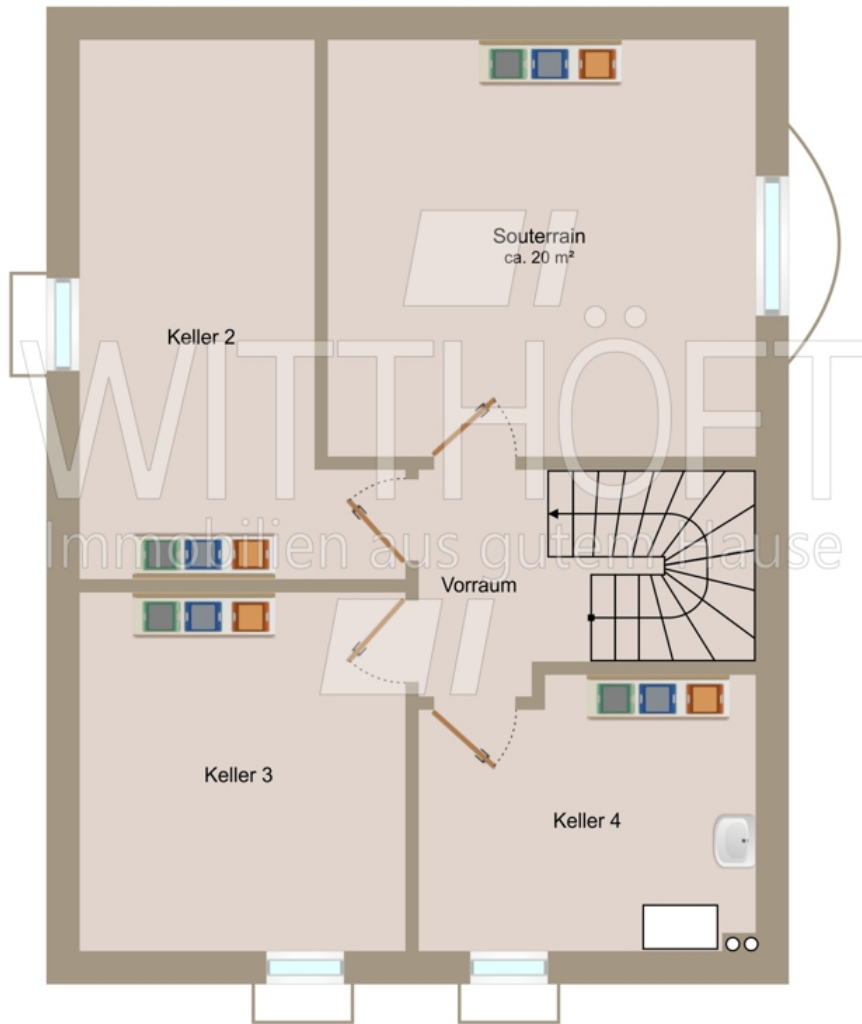 Souterrain
ca. 20 m²
Keller 2
WITTHÖFT
Immobilien aus gutem Hause
Vorraum
Keller 3
Keller 4